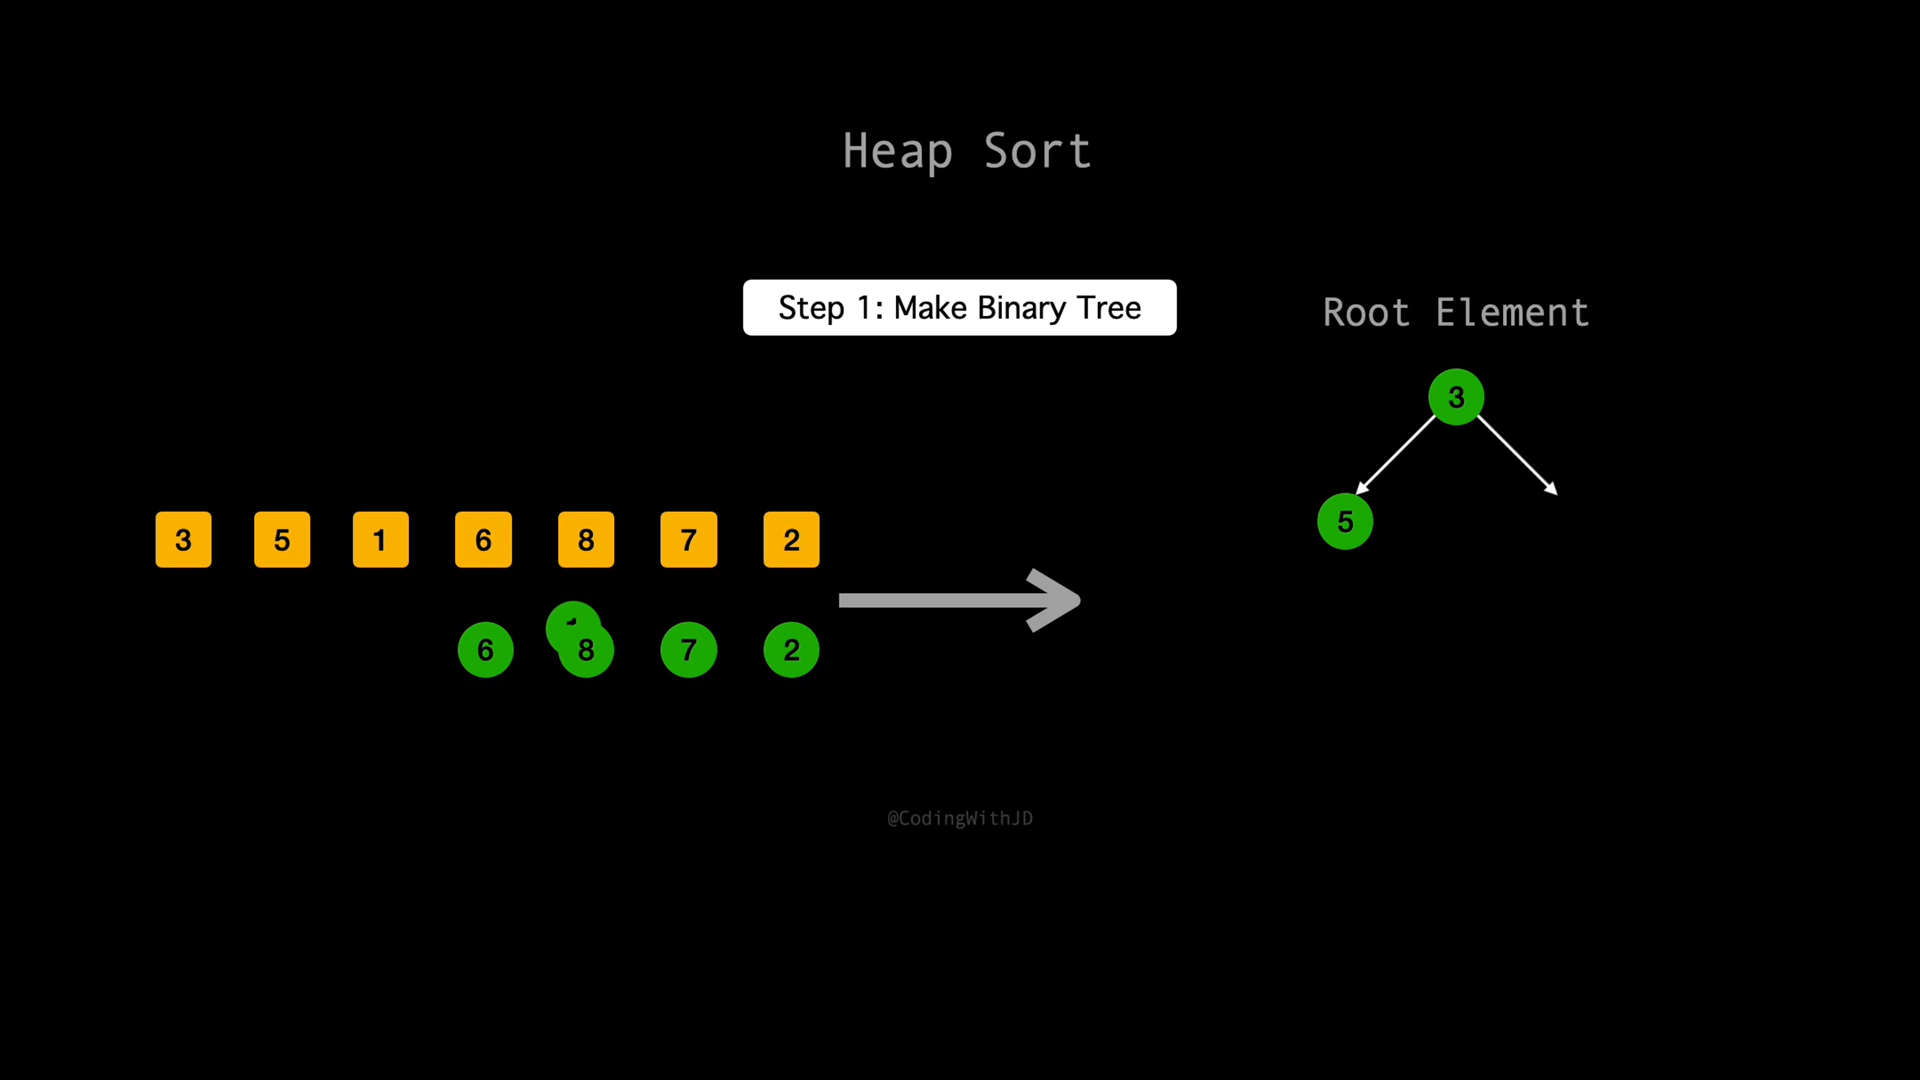 Heap Sort
Step 1: Make Binary Tree
Root Element
3
5
3 5 1 6 8 7 2
6 8 7 2
@CodingWithJD